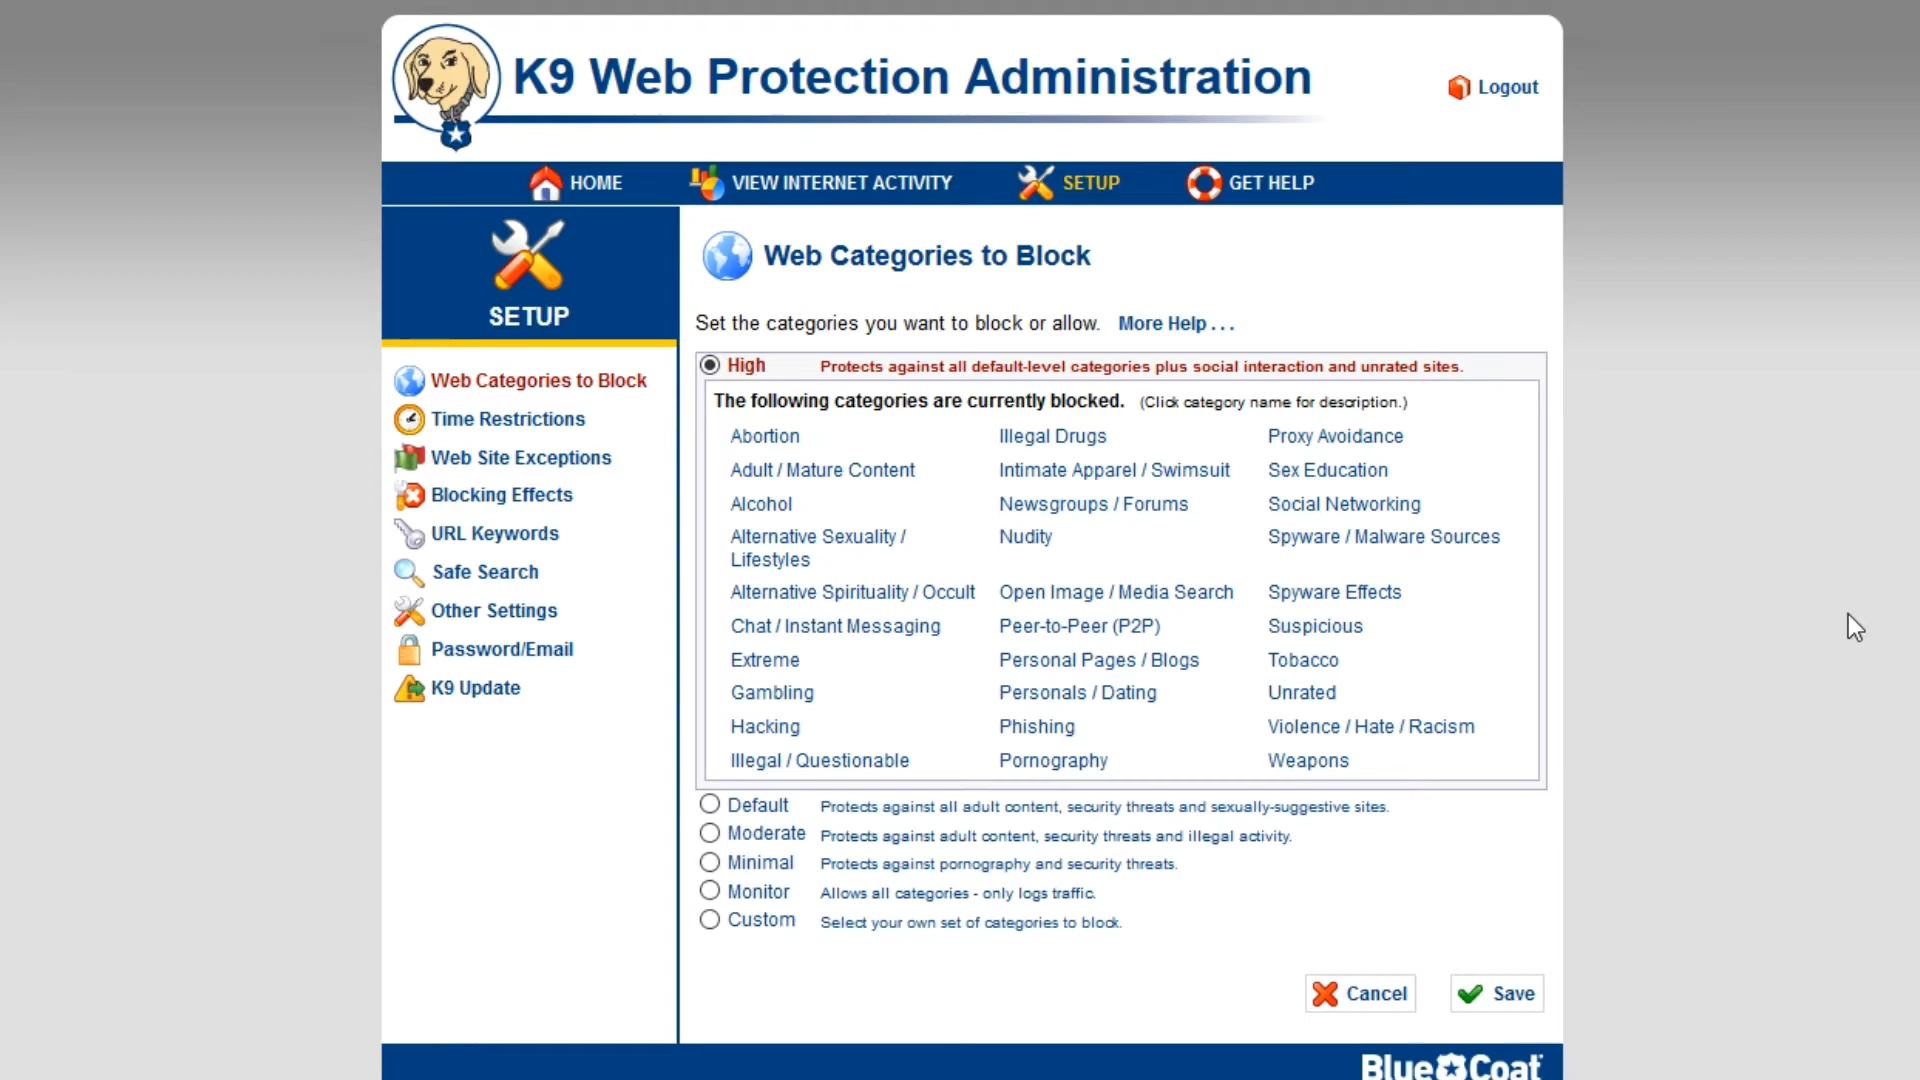 K9 Web Protection Administration
Logout
HOME
VIEW INTERNET ACTIVITY
SETUP
GET HELP
SETUP
Web Categories to Block
Time Restrictions
Web Site Exceptions
Blocking Effects
URL Keywords
Safe Search
Other Settings
Password/Email
K9 Update
Web Categories to Block
Set the categories you want to block or allow. More Help . . .
High Protects against all default-level categories plus social interaction and unrated sites.
The following categories are currently blocked. (Click category name for description.)
Abortion Illegal Drugs Proxy Avoidance
Adult / Mature Content Intimate Apparel / Swimsuit Sex Education
Alcohol Newsgroups / Forums Social Networking
Alternative Sexuality / Nudity Spyware / Malware Sources
Lifestyles
Alternative Spirituality / Occult Open Image / Media Search Spyware Effects
Chat / Instant Messaging Peer-to-Peer (P2P) Suspicious
Extreme Personal Pages / Blogs Tobacco
Gambling Personals / Dating Unrated
Hacking Phishing Violence / Hate / Racism
Illegal / Questionable Pornography Weapons
Default Protects against all adult content, security threats and sexually-suggestive sites.
Moderate Protects against adult content, security threats and illegal activity.
Minimal Protects against pornography and security threats.
Monitor Allows all categories - only logs traffic.
Custom Select your own set of categories to block.
Cancel Save
Blue Coat